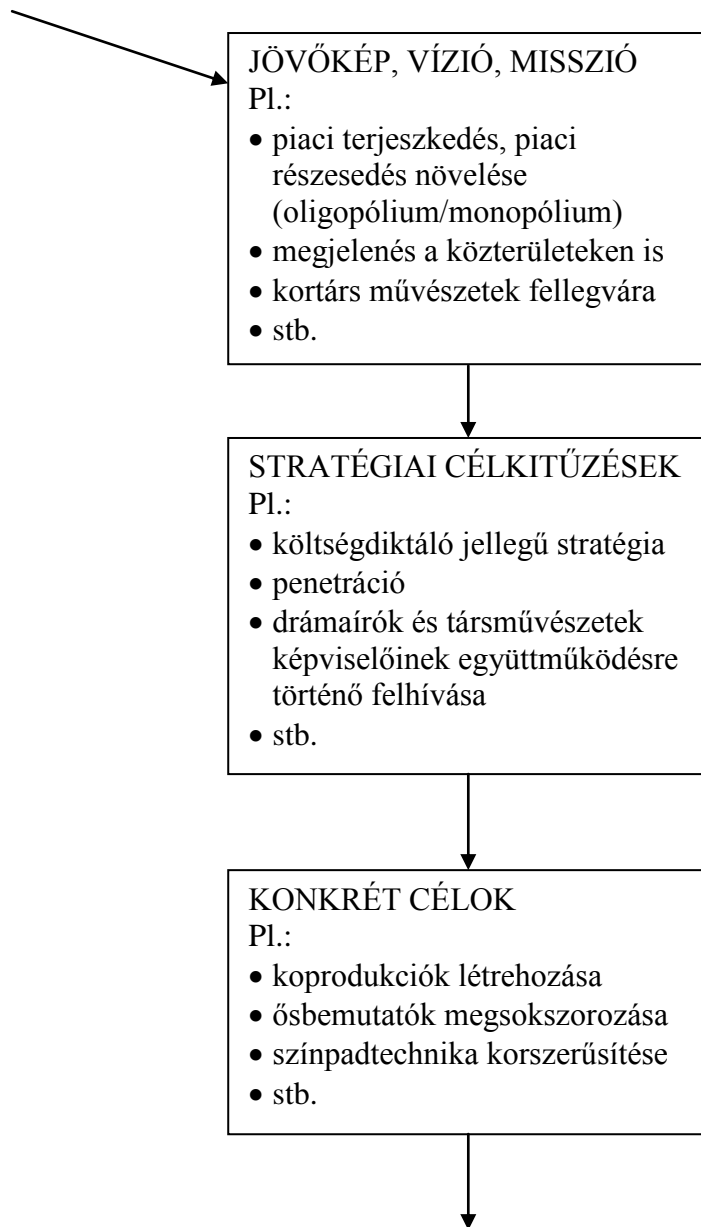 JÖVŐKÉP, VÍZIÓ, MISSZIÓ
Pl.:
• piaci terjeszkedés, piaci
részesedés növelése
(oligopólium/monopólium)
• megjelenés a közterületeken is
• kortárs művészetek fellegvára
• stb.
STRATÉGIAI CÉLKITŰZÉSEK
Pl.:
• költségdiktáló jellegű stratégia
• penetráció
• drámaírók és társművészetek
képviselőinek együttműködésre
történő felhívása
• stb.
KONKRÉT CÉLOK
Pl.:
• koprodukciók létrehozása
• ősbemutatók megsokszorozása
• színpadtechnika korszerűsítése
• stb.